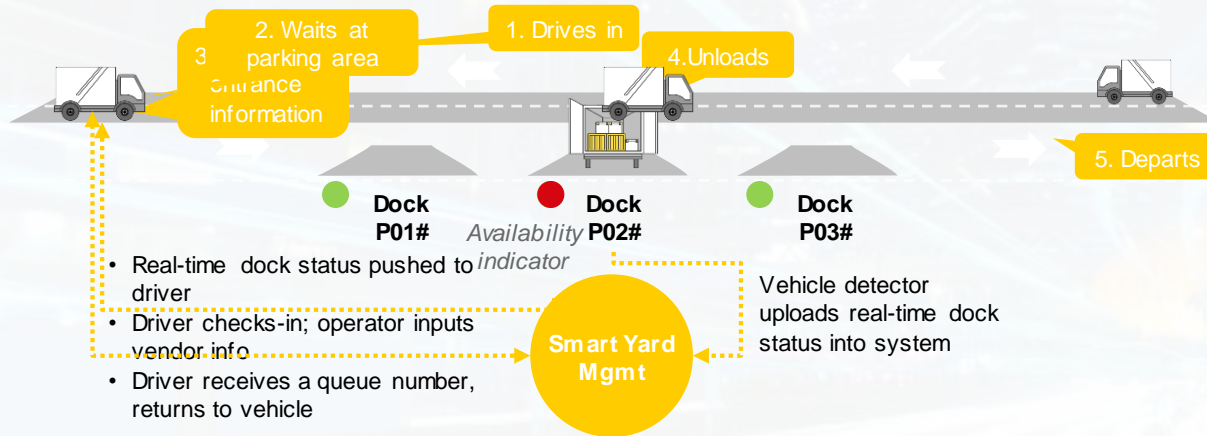 1. Drives in
2. Waits at
parking area
3
entrance
information
4.Unloads
5. Departs
Dock
P01#
Availability
indicator
Dock
P02#
Dock
P03#
• Real-time dock status pushed to
driver
• Driver checks-in; operator inputs
vendor info
• Driver receives a queue number,
returns to vehicle
Smart Yard
Mgmt
Vehicle detector
uploads real-time dock
status into system